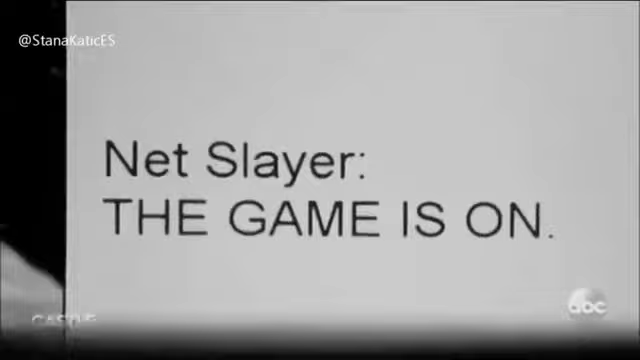 @StanaKaticES
Net Slayer:
THE GAME IS ON.
abc
CASTLE